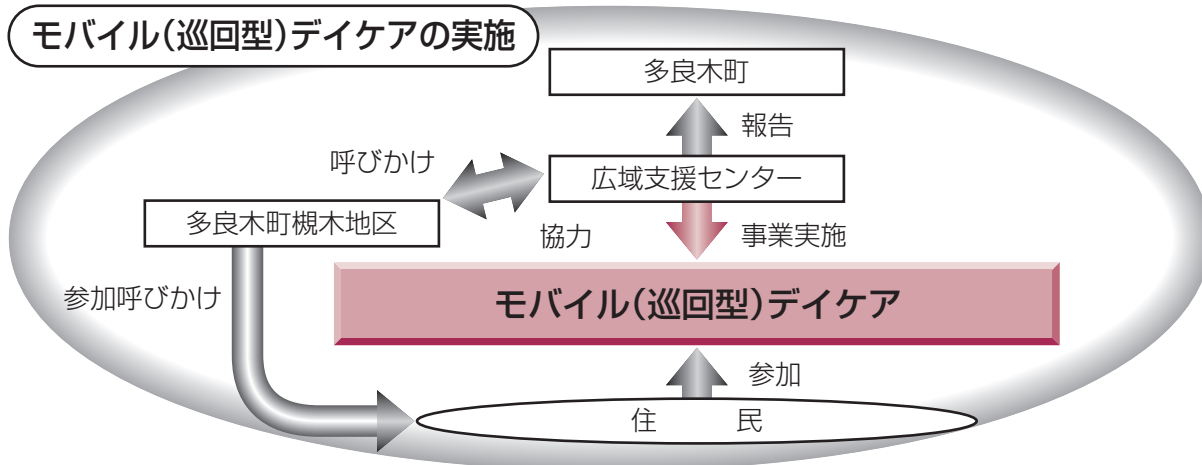 モバイル(巡回型)デイケアの実施
多良木町
報告
呼びかけ
広域支援センター
多良木町槻木地区
協力
事業実施
参加呼びかけ
モバイル(巡回型)デイケア
参加
住　　民